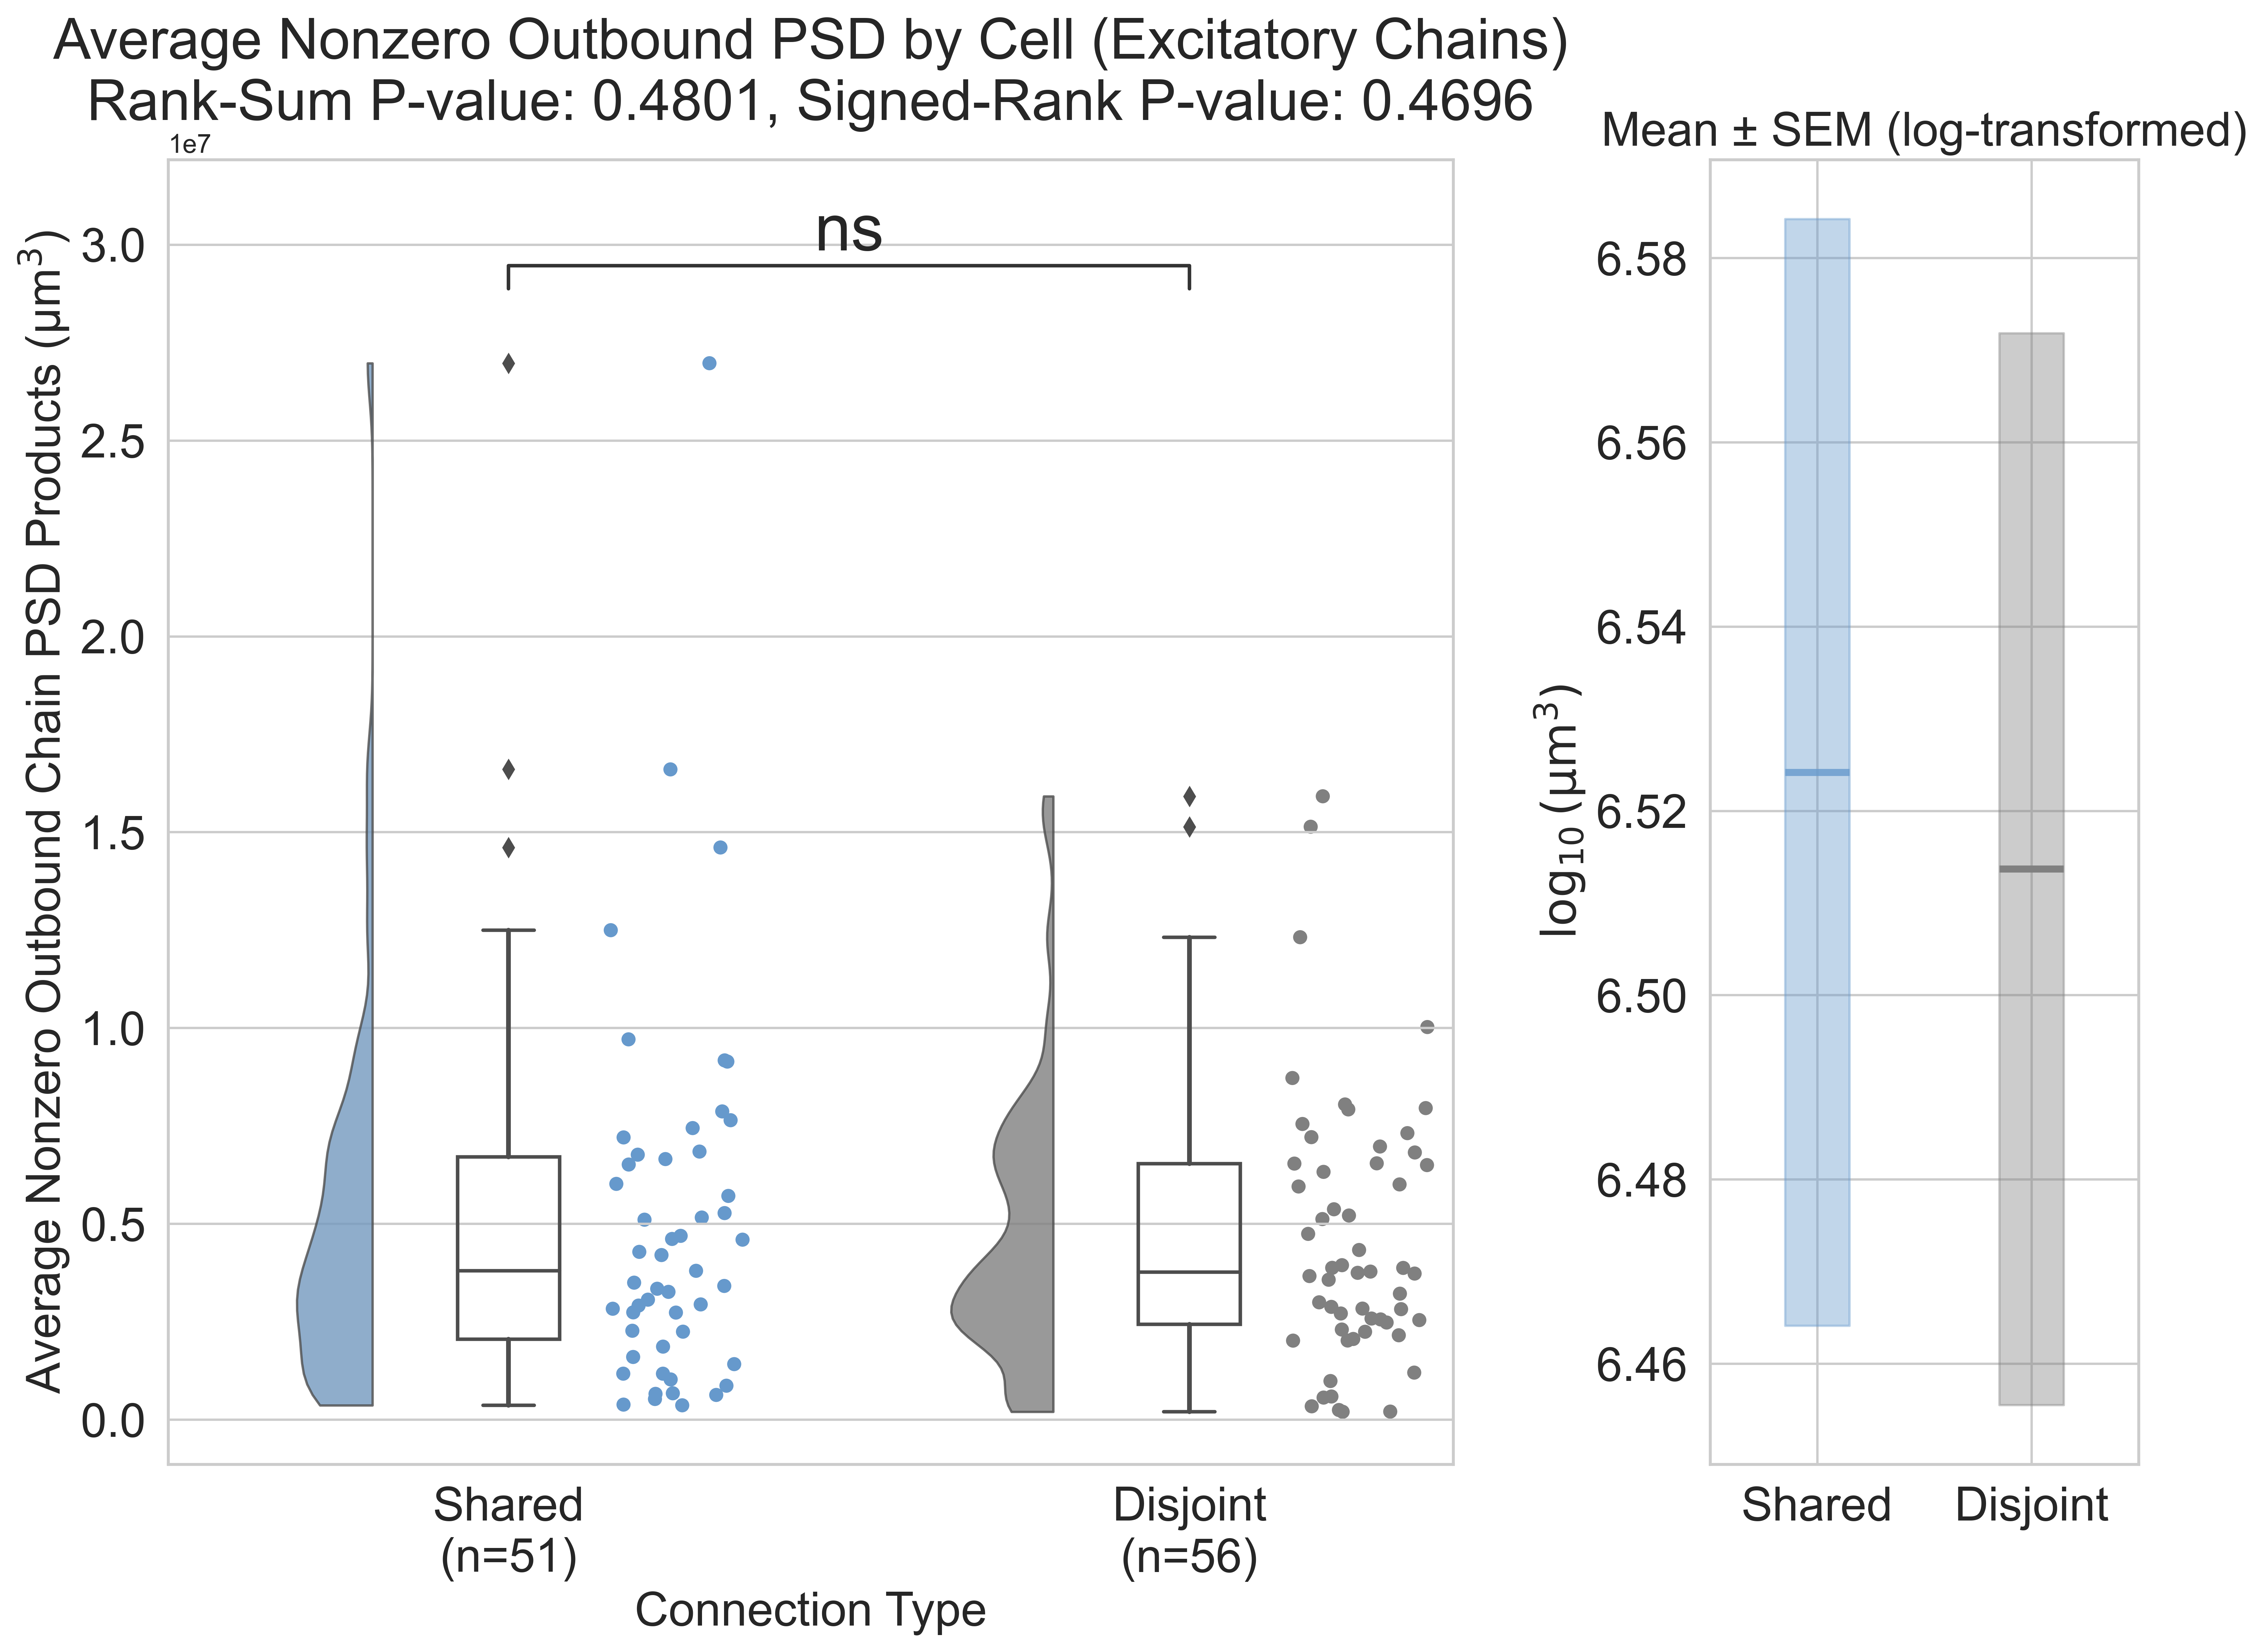 Average Nonzero Outbound PSD by Cell (Excitatory Chains)
Rank-Sum P-value: 0.4801, Signed-Rank P-value: 0.4696
1e7
Average Nonzero Outbound Chain PSD Products (μm³)
3.0
2.5
2.0
1.5
1.0
0.5
0.0
ns
Shared
(n=51)
Disjoint
(n=56)
Connection Type
Mean ± SEM (log-transformed)
log₁₀ (μm³)
6.58
6.56
6.54
6.52
6.50
6.48
6.46
Shared
Disjoint